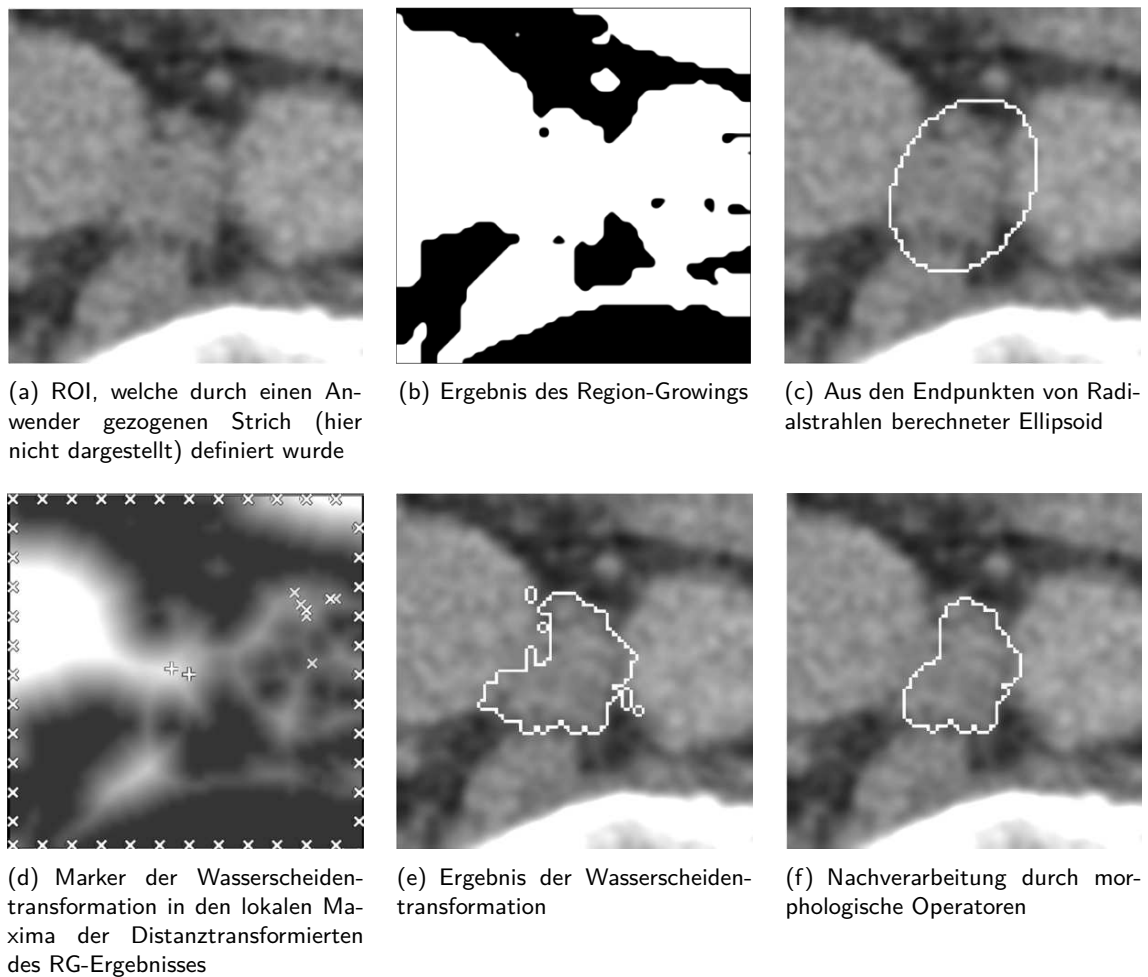 (a) ROI, welche durch einen An-
wender gezogenen Strich (hier
nicht dargestellt) definiert wurde
(b) Ergebnis des Region-Growings
(c) Aus den Endpunkten von Radi-
alstrahlen berechneter Ellipsoid
(d) Marker der Wasserscheiden-
transformation in den lokalen Ma-
xima der Distanztransformierten
des RG-Ergebnisses
(e) Ergebnis der Wasserscheiden-
transformation
(f) Nachverarbeitung durch mor-
phologische Operatoren